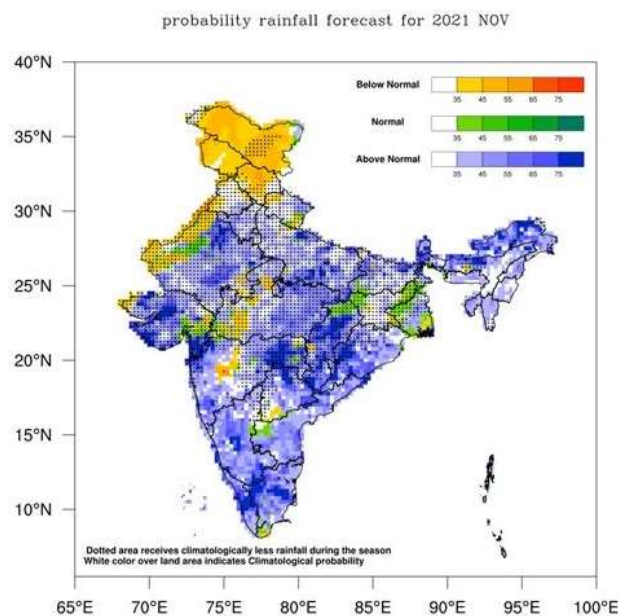 probability rainfall forecast for 2021 NOV
40°N
35°N
30°N
25°N
20°N
15°N
10°N
Below Normal
35 45 55 65 75
Normal
35 45 55 65 75
Above Normal
35 45 55 65 75
Dotted area receives climatologically less rainfall during the season
White color over land area indicates Climatological probability
65°E 70°E 75°E 80°E 85°E 90°E 95°E 100°E